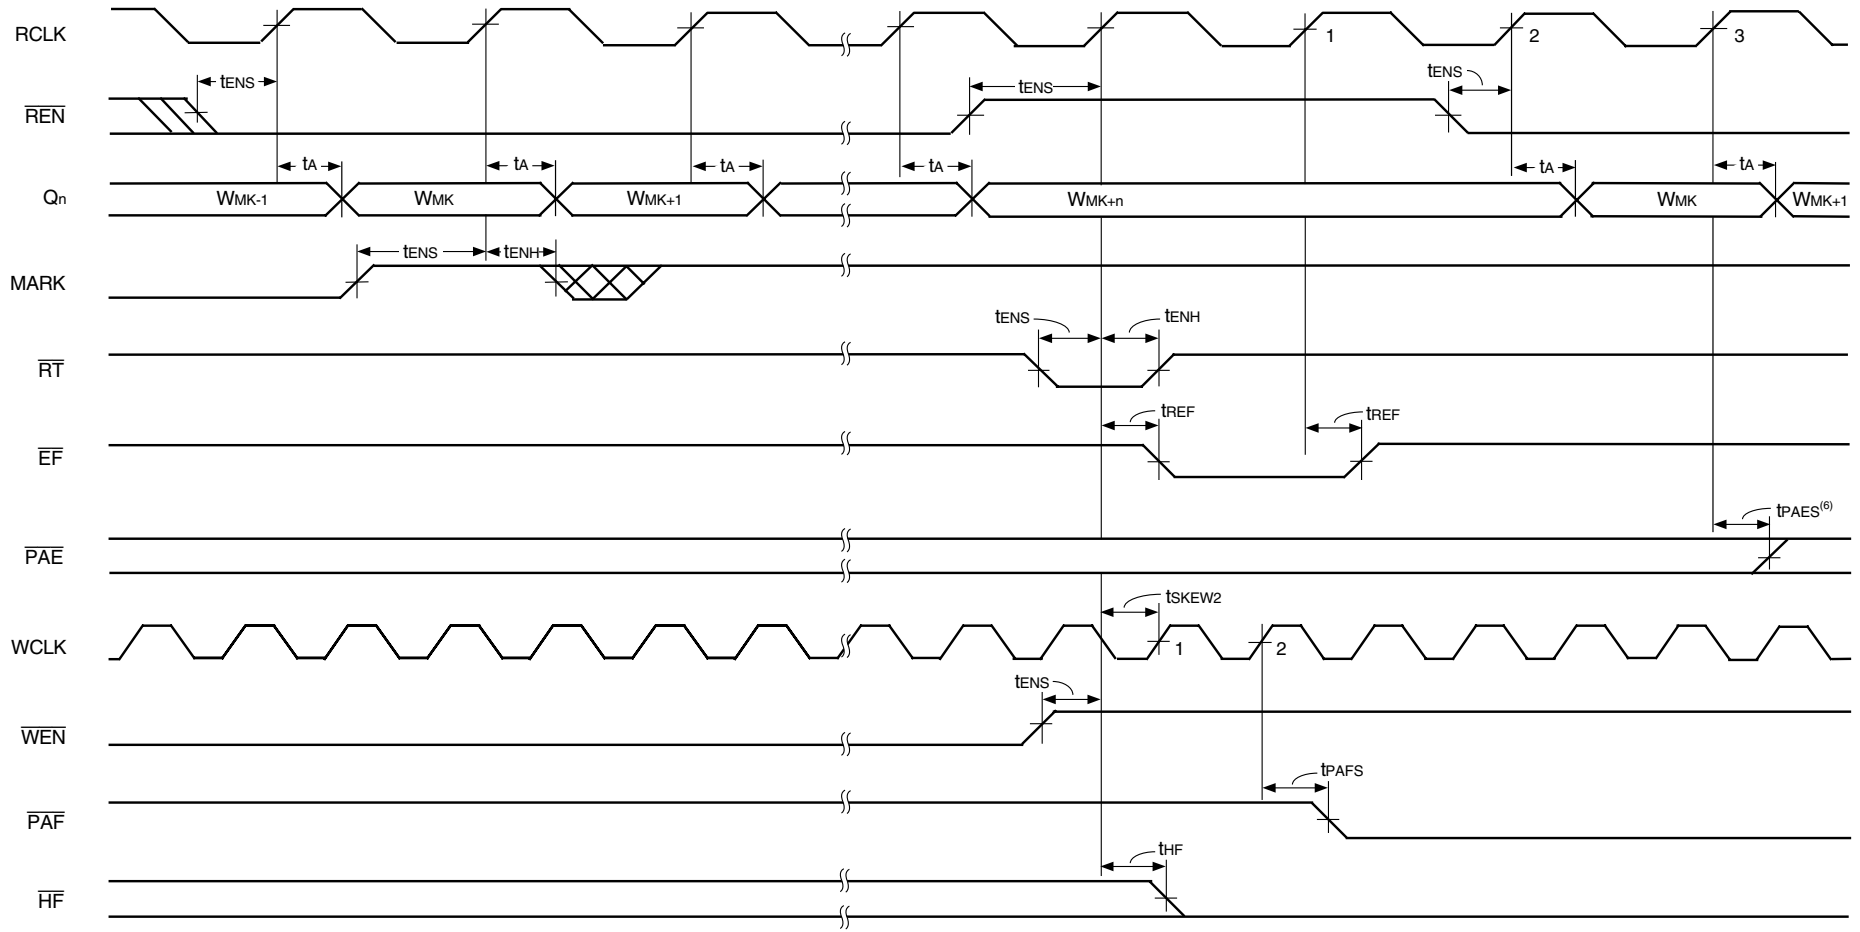 RCLK
1
2
3
tENS
tENS
tENS
REN
tA
tA
tA
tA
tA
tA
Qn
WMK-1
WMK
WMK+1
WMK+n
WMK
WMK+1
tENS
tENH
MARK
tENS
tENH
RT
tREF
tREF
EF
tPAES(6)
PAE
tSKEW2
WCLK
1
2
tENS
WEN
tPAFS
PAF
tHF
HF